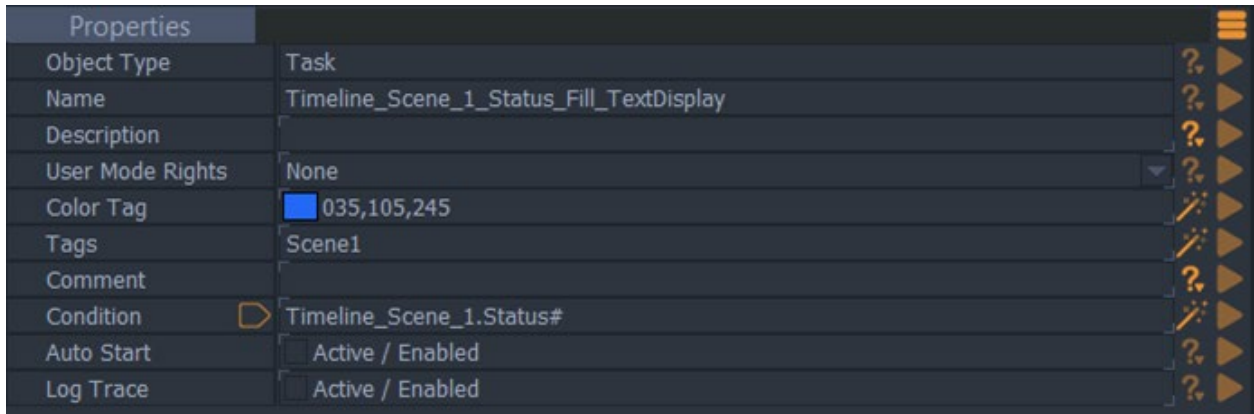 Properties
Object Type Task
Name Timeline_Scene_1_Status_Fill_TextDisplay
Description
User Mode Rights None
Color Tag 035,105,245
Tags Scene1
Comment
Condition Timeline_Scene_1.Status#
Auto Start Active / Enabled
Log Trace Active / Enabled